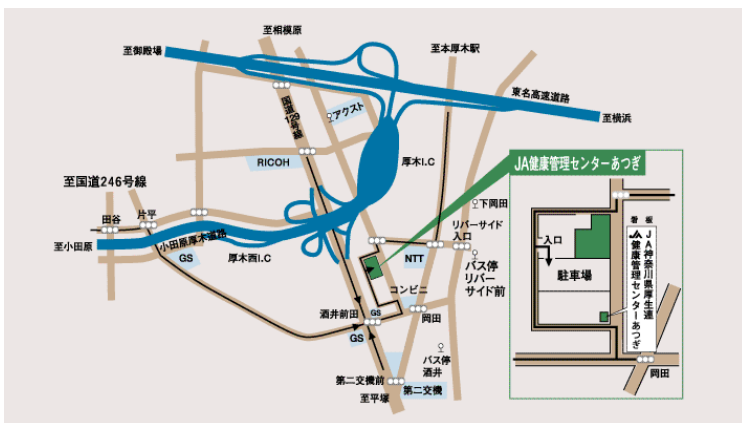 至相模原
至御殿場
至本厚木駅
東名高速道路
至横浜
国道129号線
アクスト
RICOH
厚木I.C
JA健康管理センターあつぎ
至国道246号線
田谷
片平
下岡田
リバーサイド
入口
至小田原
小田原厚木道路
GS
厚木西I.C
NTT
バス停
リバー
サイド前
コンビニ
酒井前田
GS
GS
岡田
バス停
酒井
第二交機前
第二交機
至平塚
入口
駐車場
看板
JA神奈川県厚生連
健康管理センターあつぎ
岡田